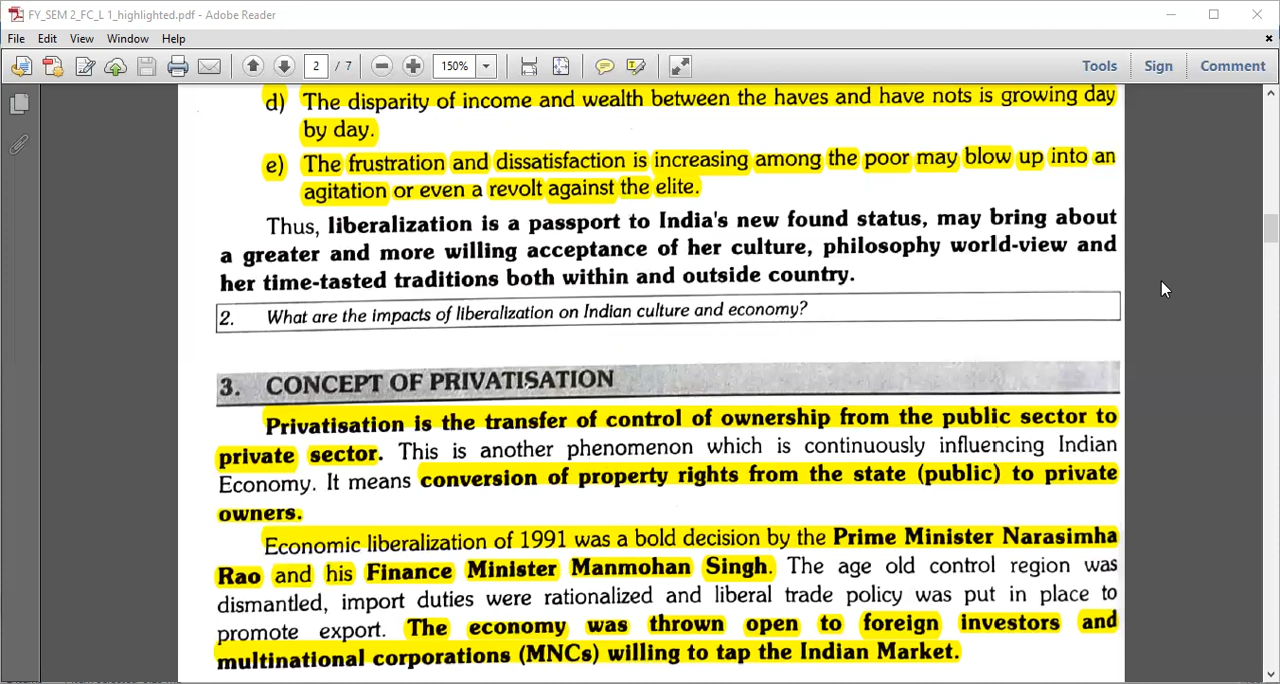 FY_SEM 2_FC_L 1_highlighted.pdf - Adobe Reader
File Edit View Window Help
2 / 7 150% Tools Sign Comment
d) The disparity of income and wealth between the haves and have nots is growing day
by day.
e) The frustration and dissatisfaction is increasing among the poor may blow up into an
agitation or even a revolt against the elite.
Thus, liberalization is a passport to India's new found status, may bring about
a greater and more willing acceptance of her culture, philosophy world-view and
her time-tasted traditions both within and outside country.
2. What are the impacts of liberalization on Indian culture and economy?
3. CONCEPT OF PRIVATISATION
Privatisation is the transfer of control of ownership from the public sector to
private sector. This is another phenomenon which is continuously influencing Indian
Economy. It means conversion of property rights from the state (public) to private
owners.
Economic liberalization of 1991 was a bold decision by the Prime Minister Narasimha
Rao and his Finance Minister Manmohan Singh. The age old control region was
dismantled, import duties were rationalized and liberal trade policy was put in place to
promote export. The economy was thrown open to foreign investors and
multinational corporations (MNCs) willing to tap the Indian Market.